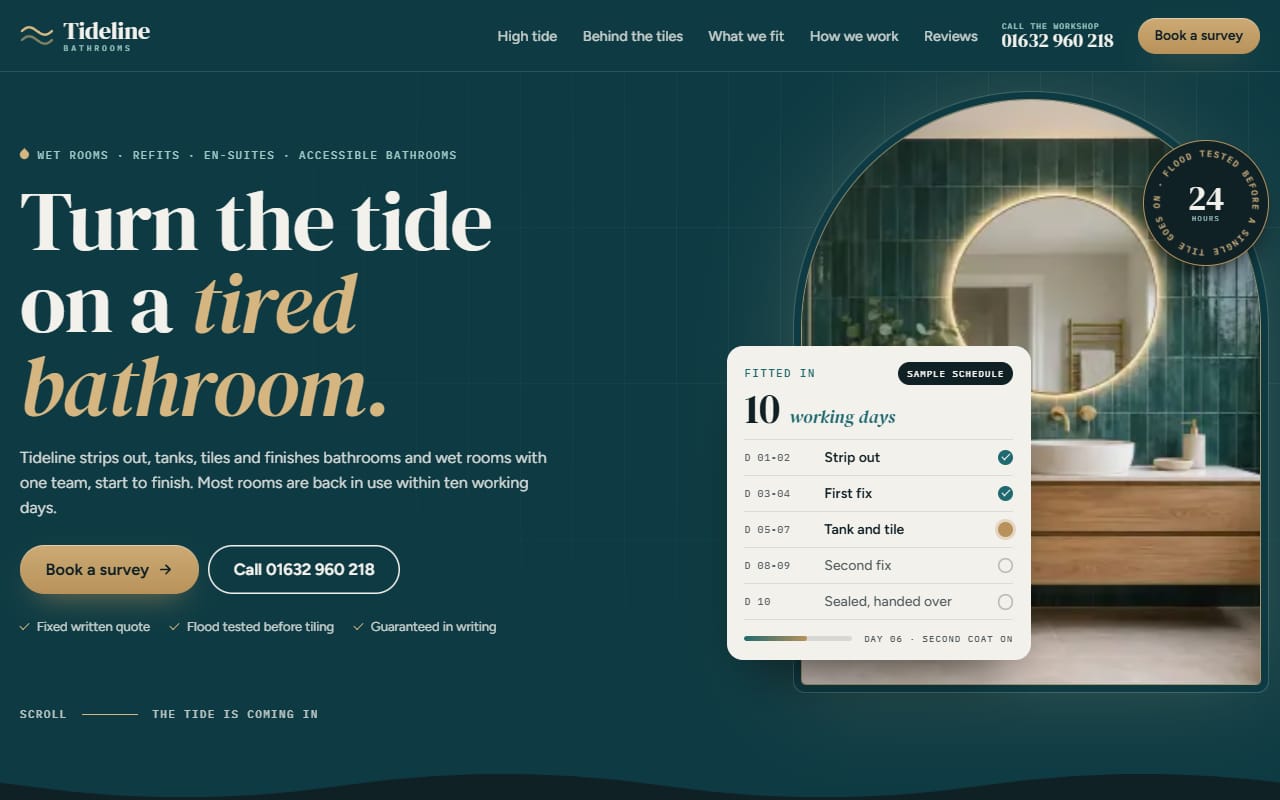 Tideline
BATHROOMS
High tide
Behind the tiles
What we fit
How we work
Reviews
CALL THE WORKSHOP
01632 960 218
Book a survey
WET ROOMS · REFITS · EN-SUITES · ACCESSIBLE BATHROOMS
Turn the tide
on a tired
bathroom.
Tideline strips out, tanks, tiles and finishes bathrooms and wet rooms with
one team, start to finish. Most rooms are back in use within ten working
days.
Book a survey →
Call 01632 960 218
Fixed written quote
Flood tested before tiling
Guaranteed in writing
SCROLL
THE TIDE IS COMING IN
FLOOD TESTED BEFORE A SINGLE TILE GOES ON ·
24
HOURS
FITTED IN
SAMPLE SCHEDULE
10 working days
D 01-02 Strip out
D 03-04 First fix
D 05-07 Tank and tile
D 08-09 Second fix
D 10 Sealed, handed over
DAY 06 · SECOND COAT ON